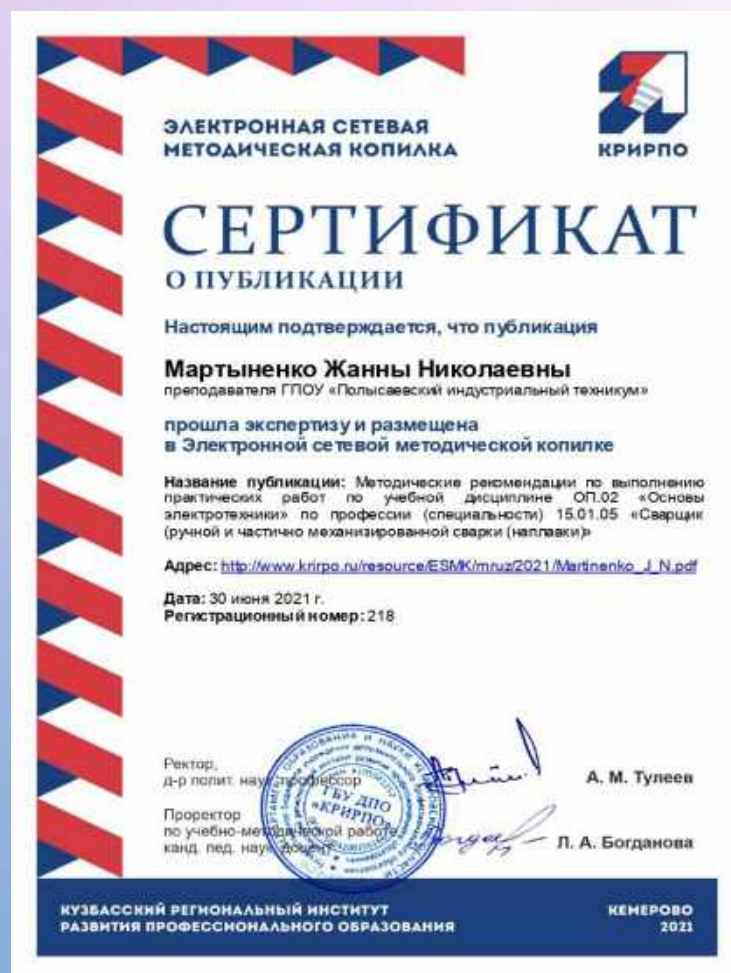 ЭЛЕКТРОННАЯ СЕТЕВАЯ
МЕТОДИЧЕСКАЯ КОПИЛКА
КРИРПО
СЕРТИФИКАТ
О ПУБЛИКАЦИИ
Настоящим подтверждается, что публикация
Мартыненко Жанны Николаевны
преподавателя ГПОУ «Полысаевский индустриальный техникум»
прошла экспертизу и размещена
в Электронной сетевой методической копилке
Название публикации: Методические рекомендации по выполнению
практических работ по учебной дисциплине ОП.02 «Основы
электротехники» по профессии (специальности) 15.01.05 «Сварщик
(ручной и частично механизированной сварки (наплавки)»
Адрес: http://www.krirpo.ru/resource/ESMK/mruz/2021/Martinenko_J_N.pdf
Дата: 30 июня 2021 г.
Регистрационный номер: 218
Ректор,
д-р полит. наук, профессор
А. М. Тулеев
Проректор
по учебно-методической работе,
канд. пед. наук, доцент
Л. А. Богданова
ГБУ ДПО
«КРИРПО»
КУЗБАССКИЙ РЕГИОНАЛЬНЫЙ ИНСТИТУТ
РАЗВИТИЯ ПРОФЕССИОНАЛЬНОГО ОБРАЗОВАНИЯ
КЕМЕРОВО
2021